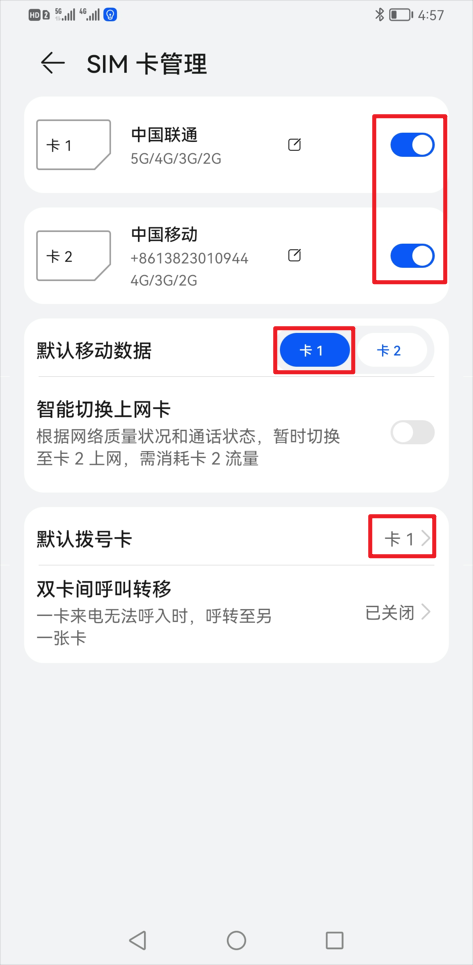 HD 2 5G 4G 4:57
SIM 卡管理
卡 1
中国联通
5G/4G/3G/2G
卡 2
中国移动
+8613823010944
4G/3G/2G
默认移动数据
卡 1
卡 2
智能切换上网卡
根据网络质量状况和通话状态，暂时切换
至卡 2 上网，需消耗卡 2 流量
默认拨号卡
卡 1
双卡间呼叫转移
一卡来电无法呼入时，呼转至另
一张卡
已关闭